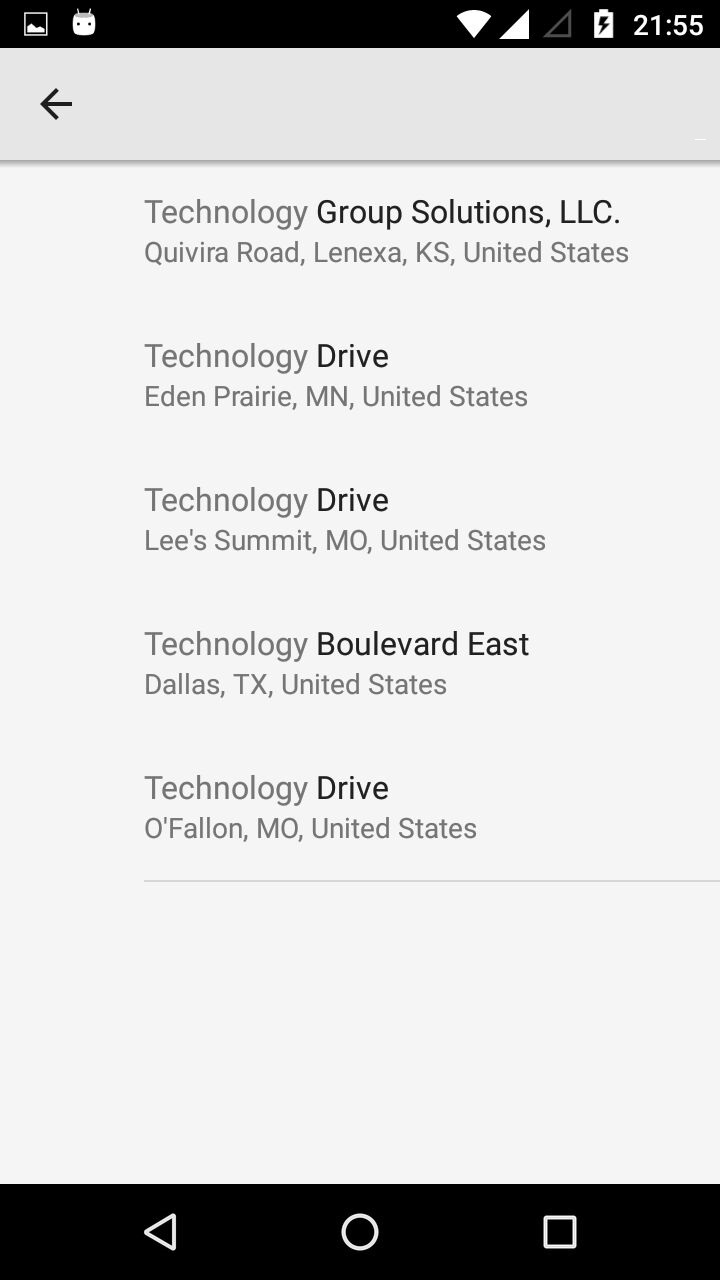 21:55
Technology Group Solutions, LLC.
Quivira Road, Lenexa, KS, United States
Technology Drive
Eden Prairie, MN, United States
Technology Drive
Lee's Summit, MO, United States
Technology Boulevard East
Dallas, TX, United States
Technology Drive
O'Fallon, MO, United States